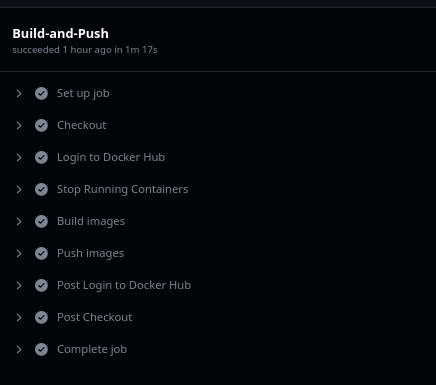 Build-and-Push
succeeded 1 hour ago in 1m 17s
Set up job
Checkout
Login to Docker Hub
Stop Running Containers
Build images
Push images
Post Login to Docker Hub
Post Checkout
Complete job